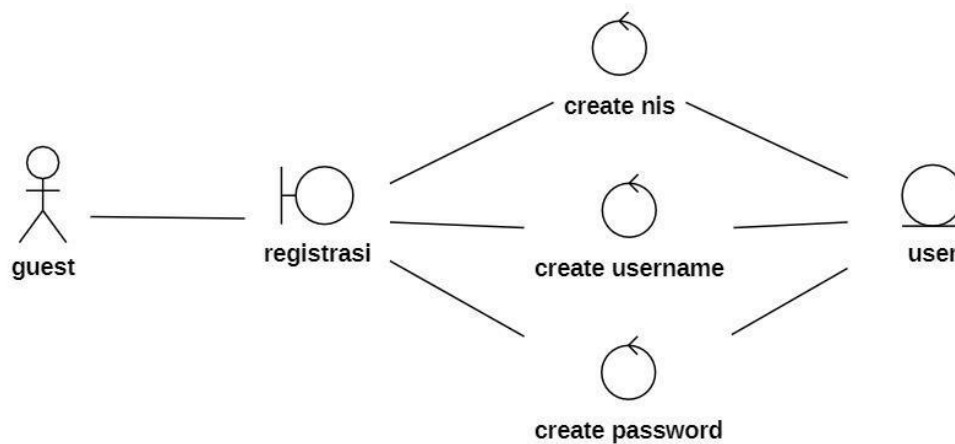 create nis
guest
registrasi
create username
user
create password